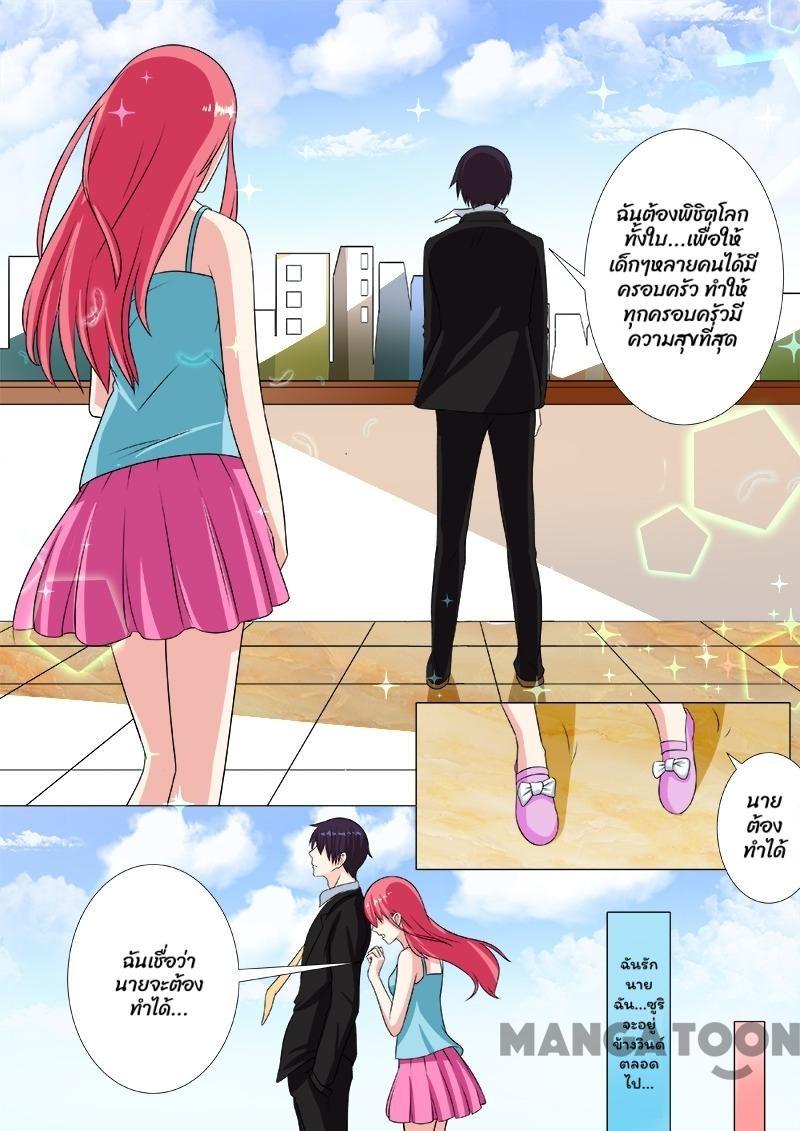 ฉันต้องพิชิตโลก
ทั้งใบ...เพื่อให้
เด็กๆหลายคนได้มี
ครอบครัว ทำให้
ทุกครอบครัวมี
ความสุขที่สุด
นาย
ต้อง
ทำได้
ฉันเชื่อว่า
นายจะต้อง
ทำได้...
ฉันรัก
นาย
ฉัน...ซูริ
จะอยู่
ข้างวินด์
ตลอด
ไป...
MANGATOON